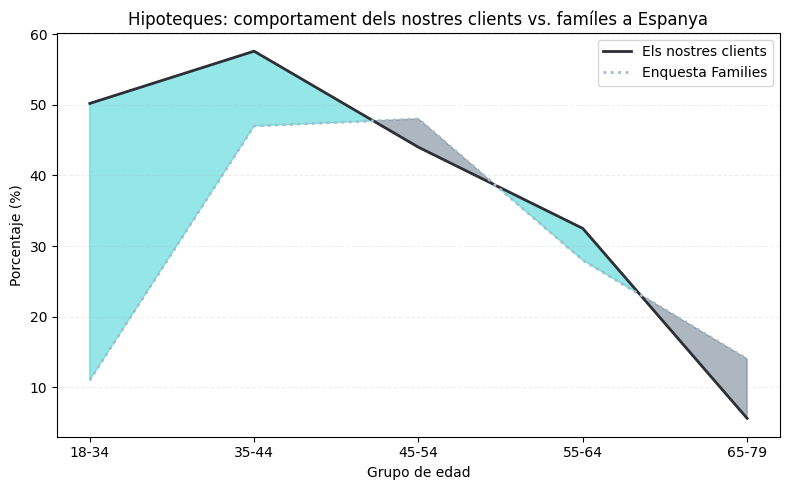 Hipoteques: comportament dels nostres clients vs. famíles a Espanya
Els nostres clients
Enquesta Families
Porcentaje (%)
60
50
40
30
20
10
18-34
35-44
45-54
55-64
65-79
Grupo de edad